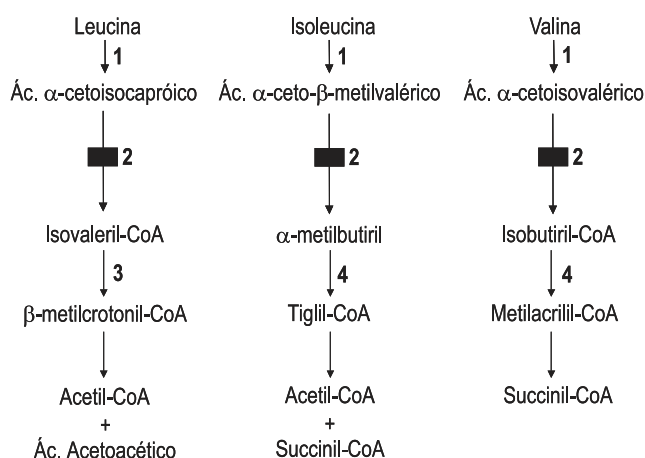 Leucina Isoleucina Valina
1 1 1
Ác. α-cetoisocapróico Ác. α-ceto-β-metilvalérico Ác. α-cetoisovalérico
2 2 2
Isovaleril-CoA α-metilbutiril Isobutiril-CoA
3 4 4
β-metilcrotonil-CoA Tiglil-CoA Metilacrilil-CoA
Acetil-CoA Acetil-CoA Succinil-CoA
+ +
Ác. Acetoacético Succinil-CoA